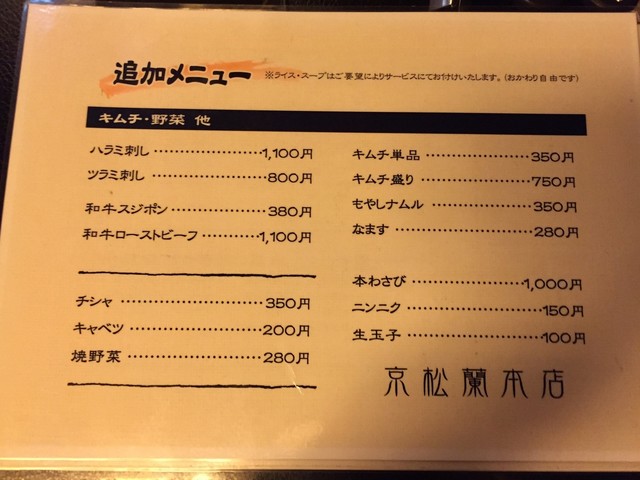 追加メニュー ※ライス・スープはご要望によりサービスにてお付けいたします。(おかわり自由です)
キムチ・野菜 他
ハラミ刺し 1,100円
ツラミ刺し 800円
和牛スジポン 380円
和牛ローストビーフ 1,100円
チシャ 350円
キャベツ 200円
焼野菜 280円
キムチ単品 350円
キムチ盛り 750円
もやしナムル 350円
なます 280円
本わさび 1,000円
ニンニク 150円
生玉子 100円
京松蘭本店